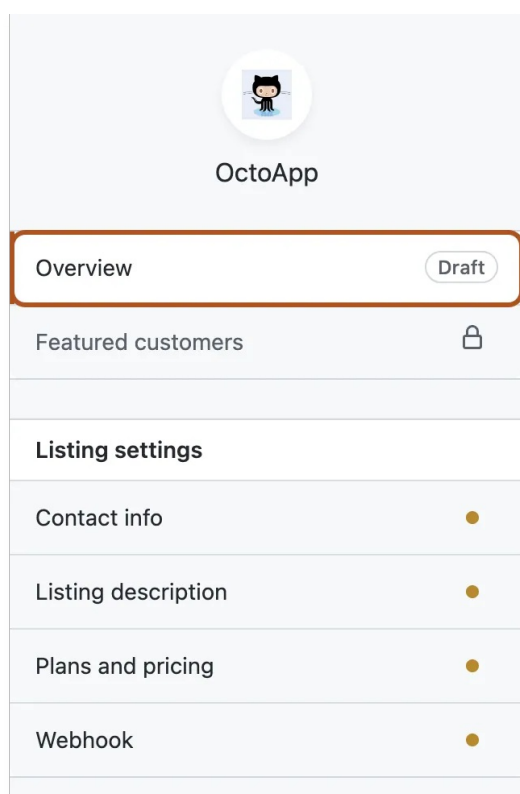 OctoApp
Overview Draft
Featured customers
Listing settings
Contact info
Listing description
Plans and pricing
Webhook